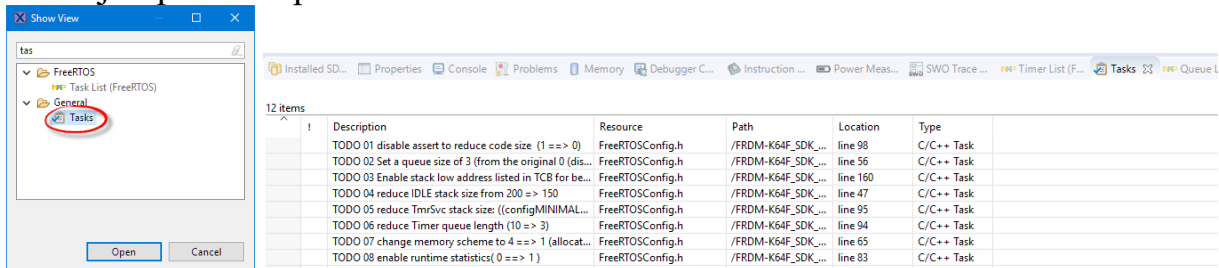 Show View
tas
FreeRTOS
Task List (FreeRTOS)
General
Tasks
Open Cancel
Installed SD... Properties Console Problems Memory Debugger C... Instruction ... Power Meas... SWO Trace ... Timer List (F... Tasks Queue L
12 items
! Description Resource Path Location Type
TODO 01 disable assert to reduce code size (1 ==> 0) FreeRTOSConfig.h /FRDM-K64F_SDK_... line 98 C/C++ Task
TODO 02 Set a queue size of 3 (from the original 0 (dis... FreeRTOSConfig.h /FRDM-K64F_SDK_... line 56 C/C++ Task
TODO 03 Enable stack low address listed in TCB for be... FreeRTOSConfig.h /FRDM-K64F_SDK_... line 160 C/C++ Task
TODO 04 reduce IDLE stack size from 200 => 150 FreeRTOSConfig.h /FRDM-K64F_SDK_... line 47 C/C++ Task
TODO 05 reduce TmrSvc stack size: ((configMINIMAL... FreeRTOSConfig.h /FRDM-K64F_SDK_... line 95 C/C++ Task
TODO 06 reduce Timer queue length (10 => 3) FreeRTOSConfig.h /FRDM-K64F_SDK_... line 94 C/C++ Task
TODO 07 change memory scheme to 4 ==> 1 (allocat... FreeRTOSConfig.h /FRDM-K64F_SDK_... line 65 C/C++ Task
TODO 08 enable runtime statistics( 0 ==> 1 ) FreeRTOSConfig.h /FRDM-K64F_SDK_... line 83 C/C++ Task